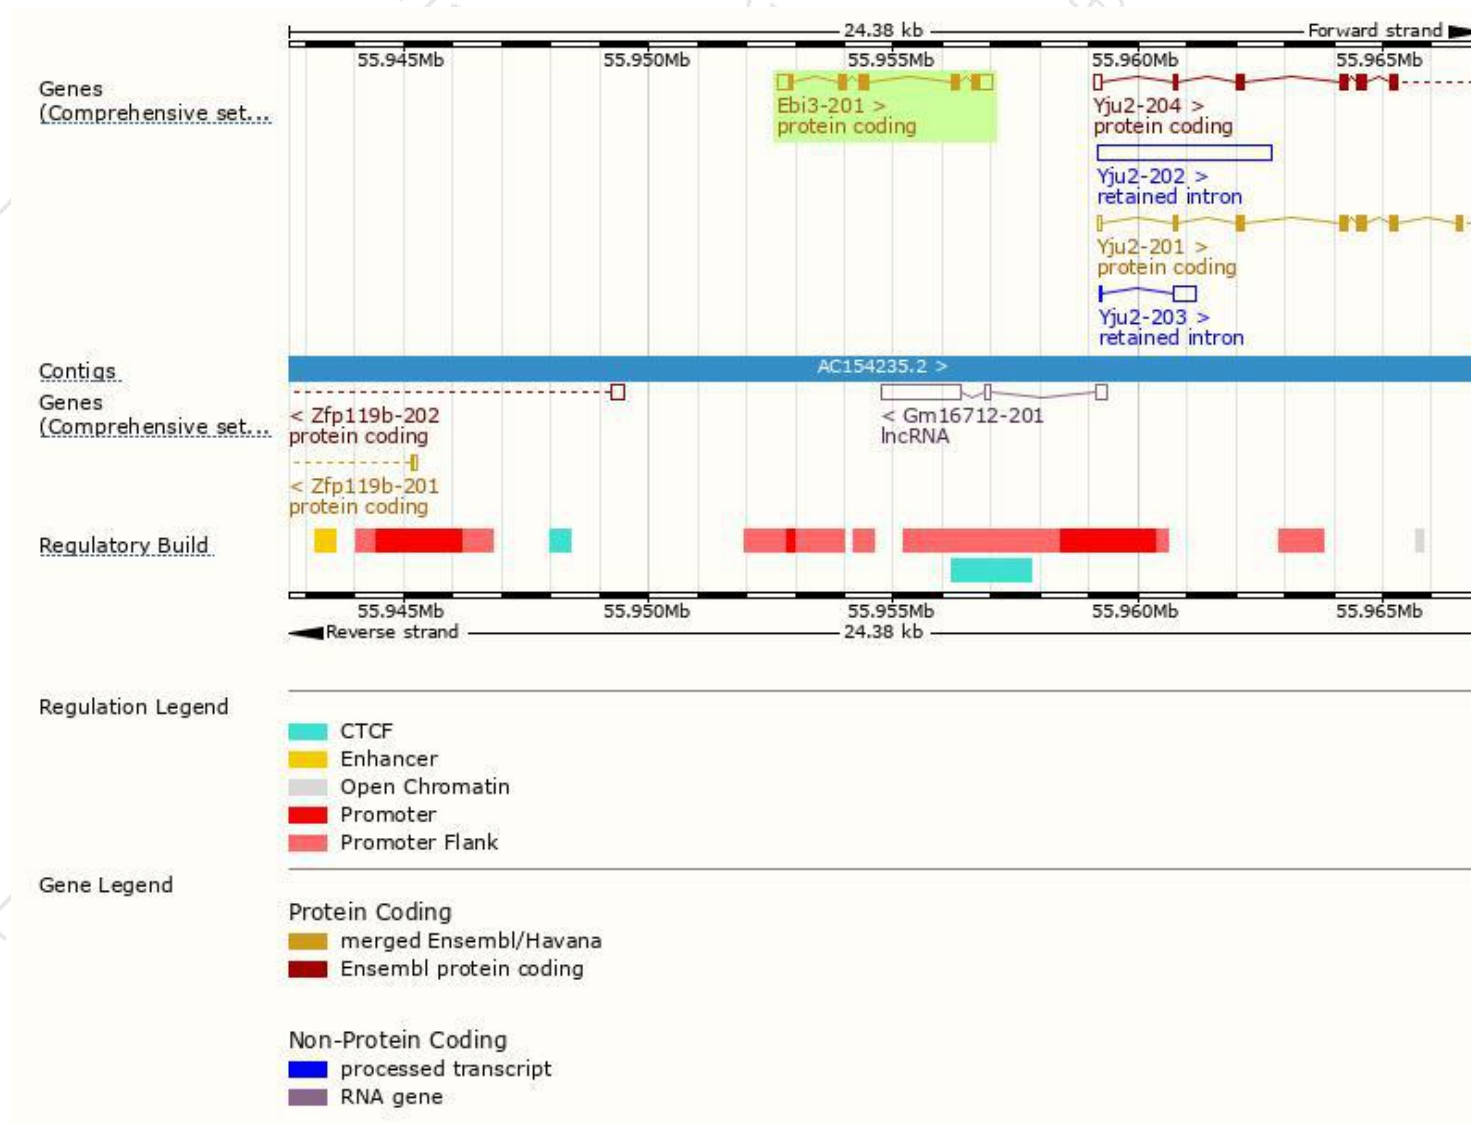 24.38 kb Forward strand
55.945Mb 55.950Mb 55.955Mb 55.960Mb 55.965Mb
Genes
(Comprehensive set...
Ebi3-201 >
protein coding
Yju2-204 >
protein coding
Yju2-202 >
retained intron
Yju2-201 >
protein coding
Yju2-203 >
retained intron
Contigs
AC154235.2 >
Genes
(Comprehensive set...
< Zfp119b-202
protein coding
< Gm16712-201
lncRNA
< Zfp119b-201
protein coding
Regulatory Build
55.945Mb 55.950Mb 55.955Mb 55.960Mb 55.965Mb
Reverse strand 24.38 kb
Regulation Legend
CTCF
Enhancer
Open Chromatin
Promoter
Promoter Flank
Gene Legend
Protein Coding
merged Ensembl/Havana
Ensembl protein coding
Non-Protein Coding
processed transcript
RNA gene